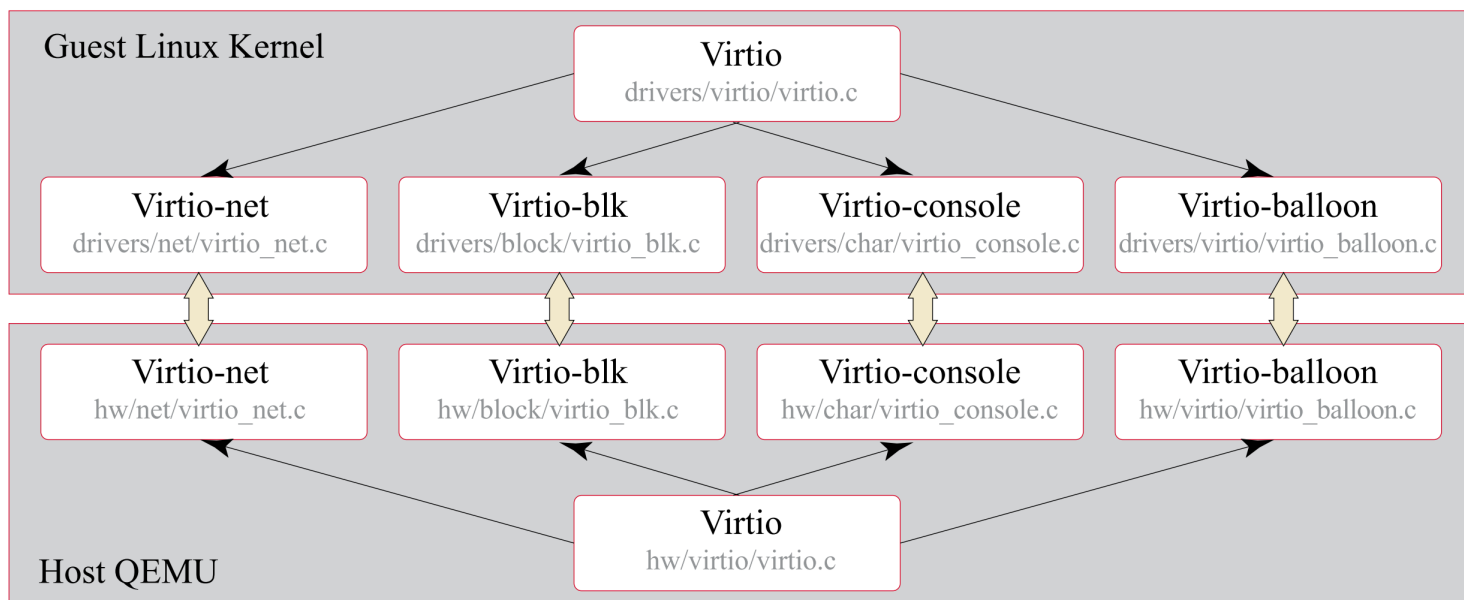 Guest Linux Kernel
Virtio
drivers/virtio/virtio.c
Virtio-net
drivers/net/virtio_net.c
Virtio-blk
drivers/block/virtio_blk.c
Virtio-console
drivers/char/virtio_console.c
Virtio-balloon
drivers/virtio/virtio_balloon.c
Virtio-net
hw/net/virtio_net.c
Virtio-blk
hw/block/virtio_blk.c
Virtio-console
hw/char/virtio_console.c
Virtio-balloon
hw/virtio/virtio_balloon.c
Virtio
hw/virtio/virtio.c
Host QEMU